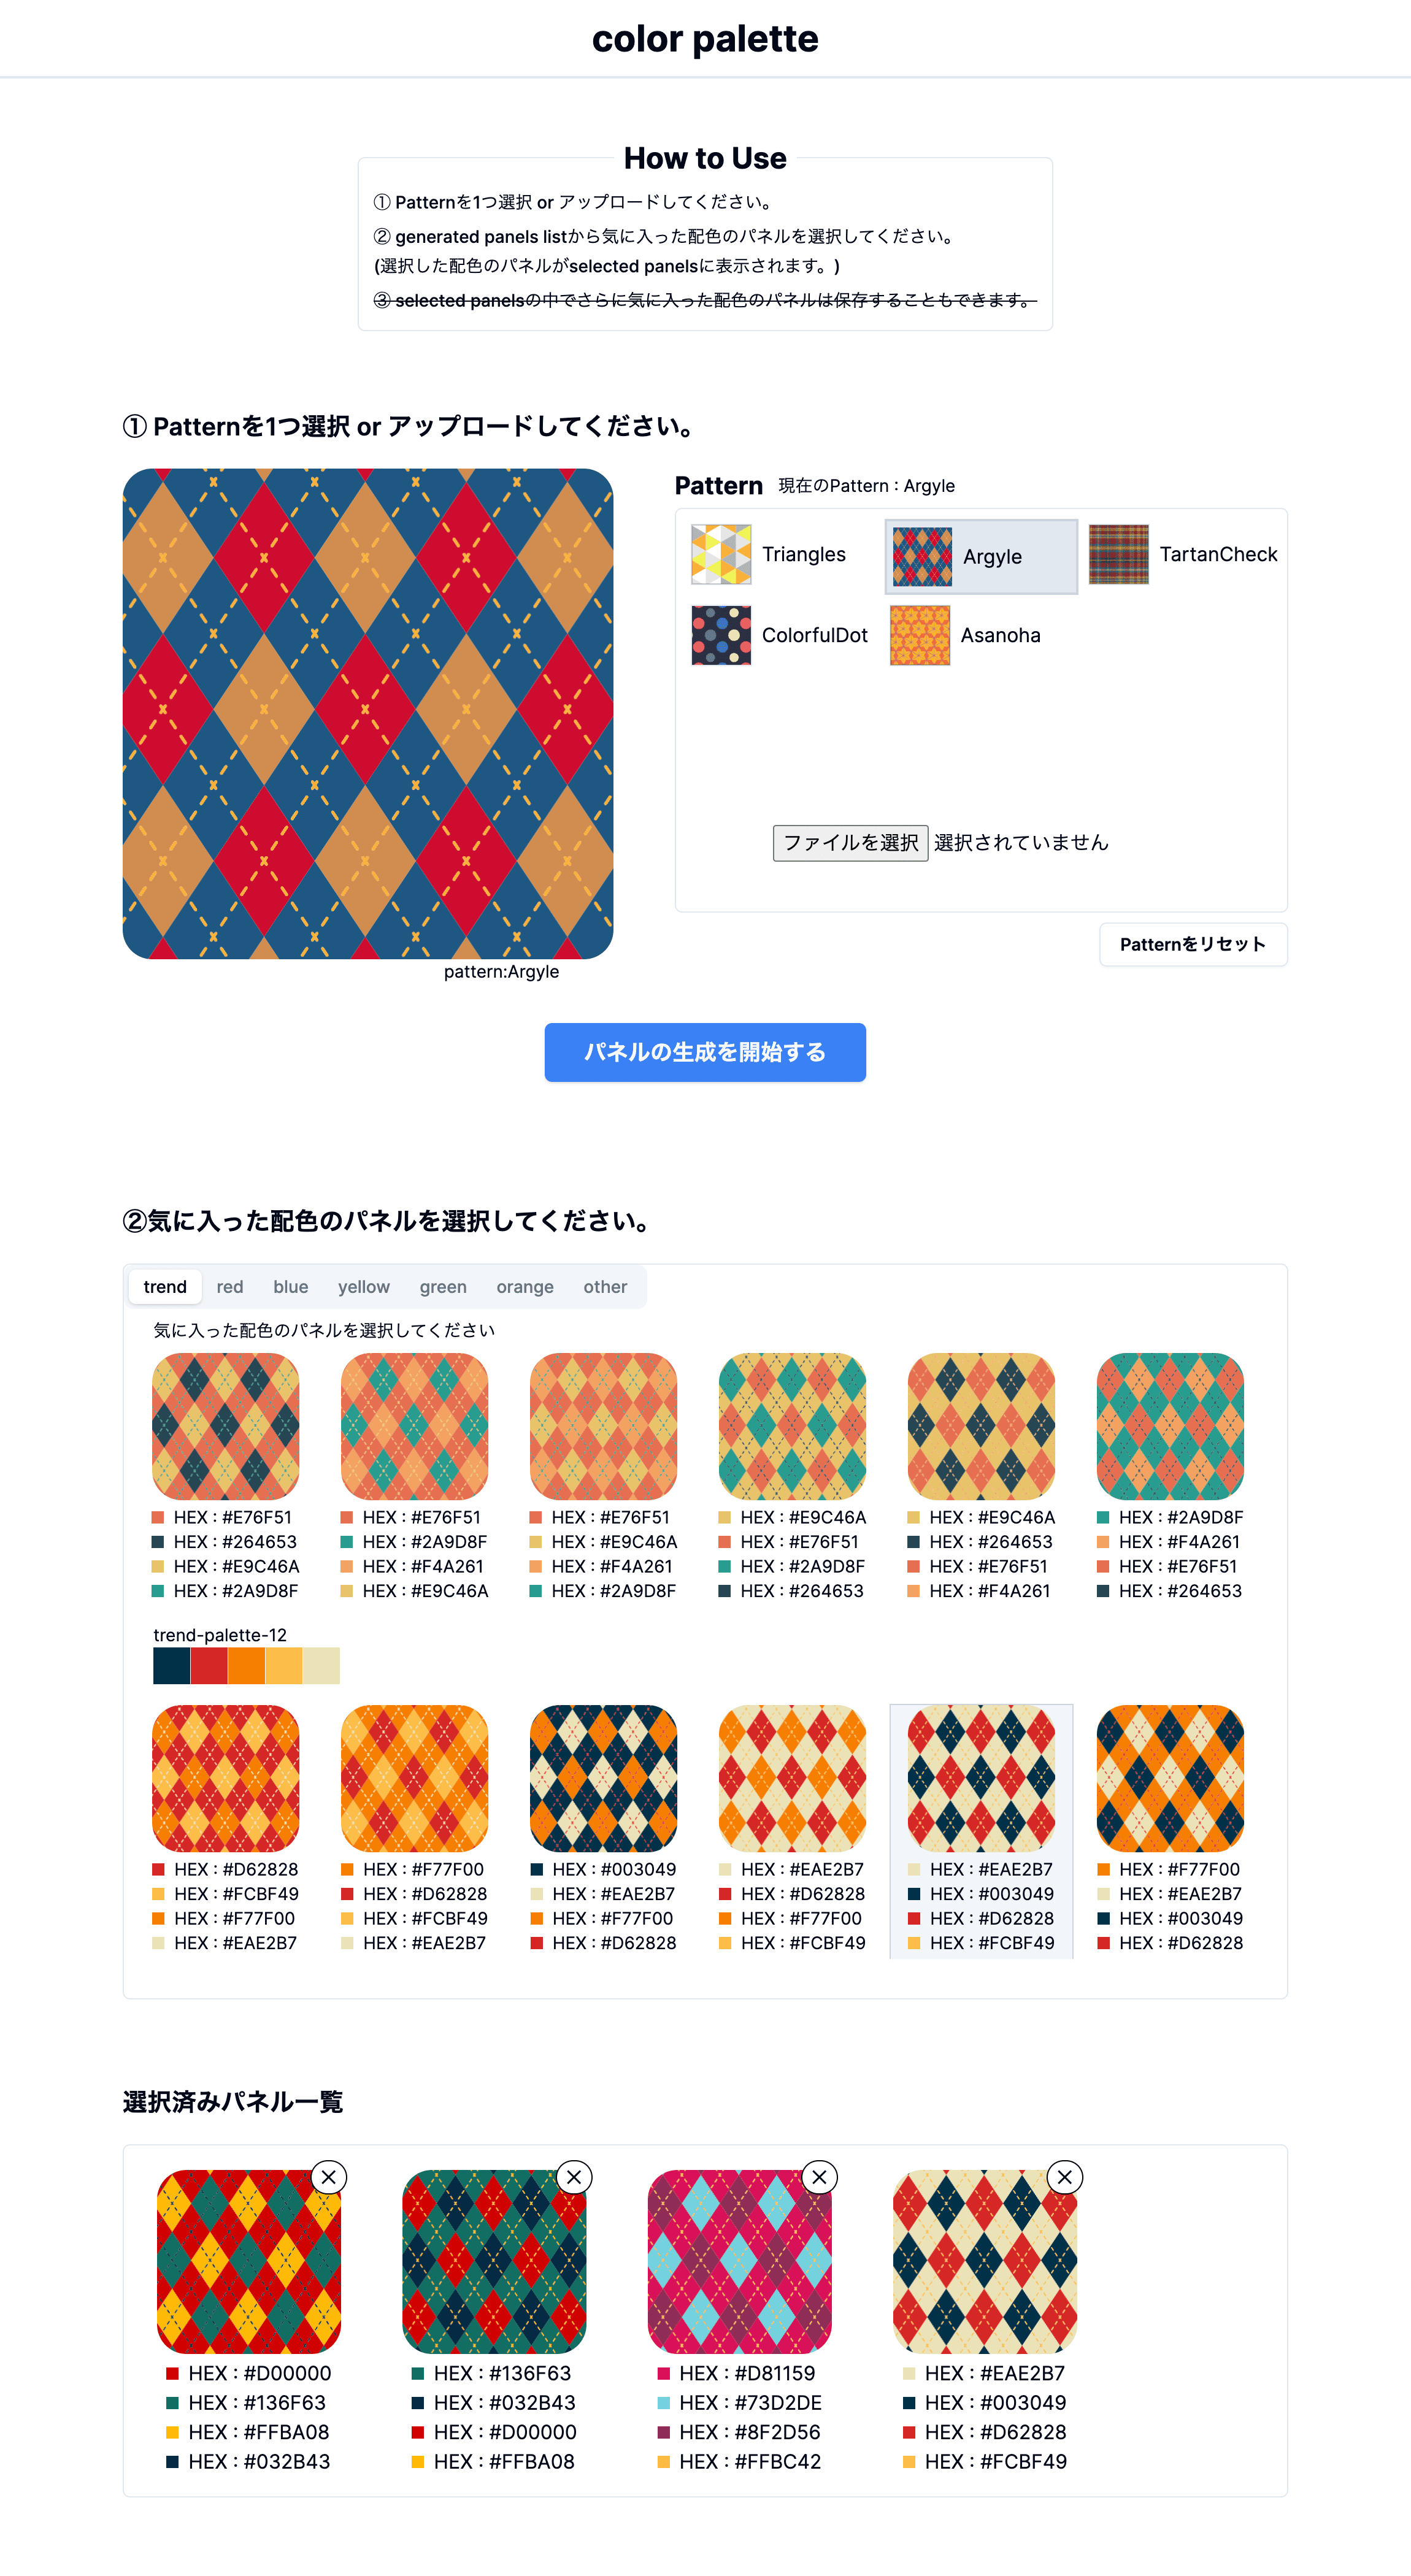 color palette
How to Use
① Patternを1つ選択 or アップロードしてください。
② generated panels listから気に入った配色のパネルを選択してください。
(選択した配色のパネルがselected panelsに表示されます。)
③ selected panelsの中でさらに気に入った配色のパネルは保存することもできます。
① Patternを1つ選択 or アップロードしてください。
Pattern 現在のPattern : Argyle
Triangles Argyle TartanCheck
ColorfulDot Asanoha
ファイルを選択 選択されていません
Patternをリセット
pattern:Argyle
パネルの生成を開始する
②気に入った配色のパネルを選択してください。
trend red blue yellow green orange other
気に入った配色のパネルを選択してください
HEX : #E76F51 HEX : #E76F51 HEX : #E76F51 HEX : #E9C46A HEX : #E9C46A HEX : #2A9D8F
HEX : #264653 HEX : #2A9D8F HEX : #E9C46A HEX : #E76F51 HEX : #264653 HEX : #F4A261
HEX : #E9C46A HEX : #F4A261 HEX : #F4A261 HEX : #2A9D8F HEX : #E76F51 HEX : #E76F51
HEX : #2A9D8F HEX : #E9C46A HEX : #2A9D8F HEX : #264653 HEX : #F4A261 HEX : #264653
trend-palette-12
HEX : #D62828 HEX : #F77F00 HEX : #003049 HEX : #EAE2B7 HEX : #EAE2B7 HEX : #F77F00
HEX : #FCBF49 HEX : #D62828 HEX : #EAE2B7 HEX : #D62828 HEX : #003049 HEX : #EAE2B7
HEX : #F77F00 HEX : #FCBF49 HEX : #F77F00 HEX : #F77F00 HEX : #D62828 HEX : #003049
HEX : #EAE2B7 HEX : #EAE2B7 HEX : #D62828 HEX : #FCBF49 HEX : #FCBF49 HEX : #D62828
選択済みパネル一覧
HEX : #D00000 HEX : #136F63 HEX : #D81159 HEX : #EAE2B7
HEX : #136F63 HEX : #032B43 HEX : #73D2DE HEX : #003049
HEX : #FFBA08 HEX : #D00000 HEX : #8F2D56 HEX : #D62828
HEX : #032B43 HEX : #FFBA08 HEX : #FFBC42 HEX : #FCBF49